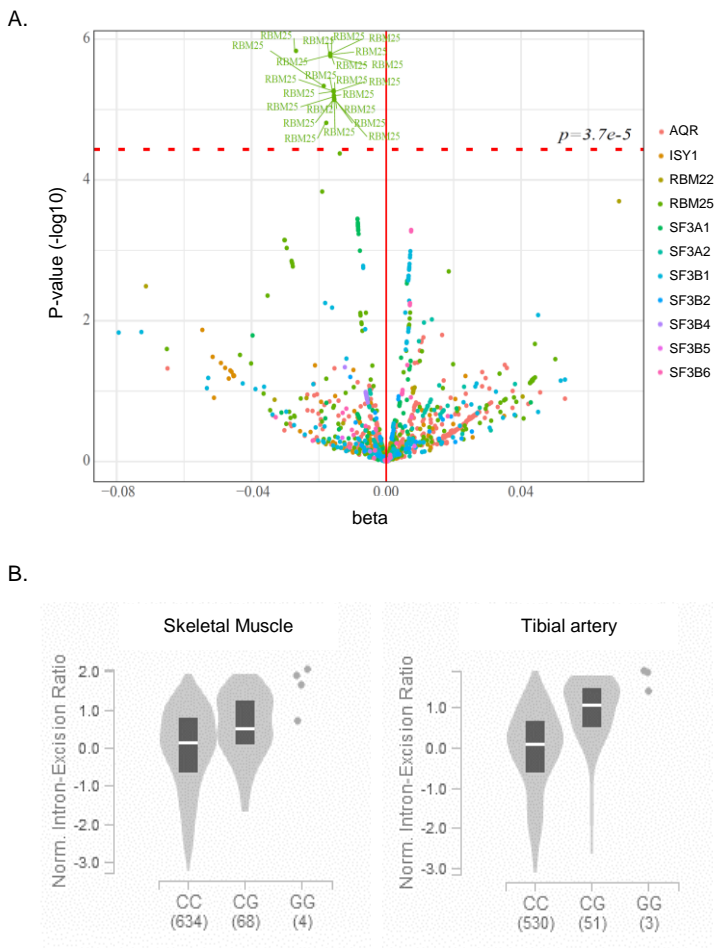 A.
6
RBM25 RBM25 RBM25
RBM25 RBM25
RBM25 RBM25 RBM25
RBM25 RBM25 RBM25
RBM25 RBM25
RBM25 RBM25 RBM25
RBM25 RBM25
RBM25 RBM25 RBM25
p=3.7e-5
4
2
0
P-value (-log10)
−0.08 −0.04 0.00 0.04
beta
AQR
ISY1
RBM22
RBM25
SF3A1
SF3A2
SF3B1
SF3B2
SF3B4
SF3B5
SF3B6
B.
Skeletal Muscle
Norm. Intron-Excision Ratio
2.0
1.0
0.0
-1.0
-2.0
-3.0
CC CG GG
(634) (68) (4)
Tibial artery
Norm. Intron-Excision Ratio
1.0
0.0
-1.0
-2.0
-3.0
CC CG GG
(530) (51) (3)